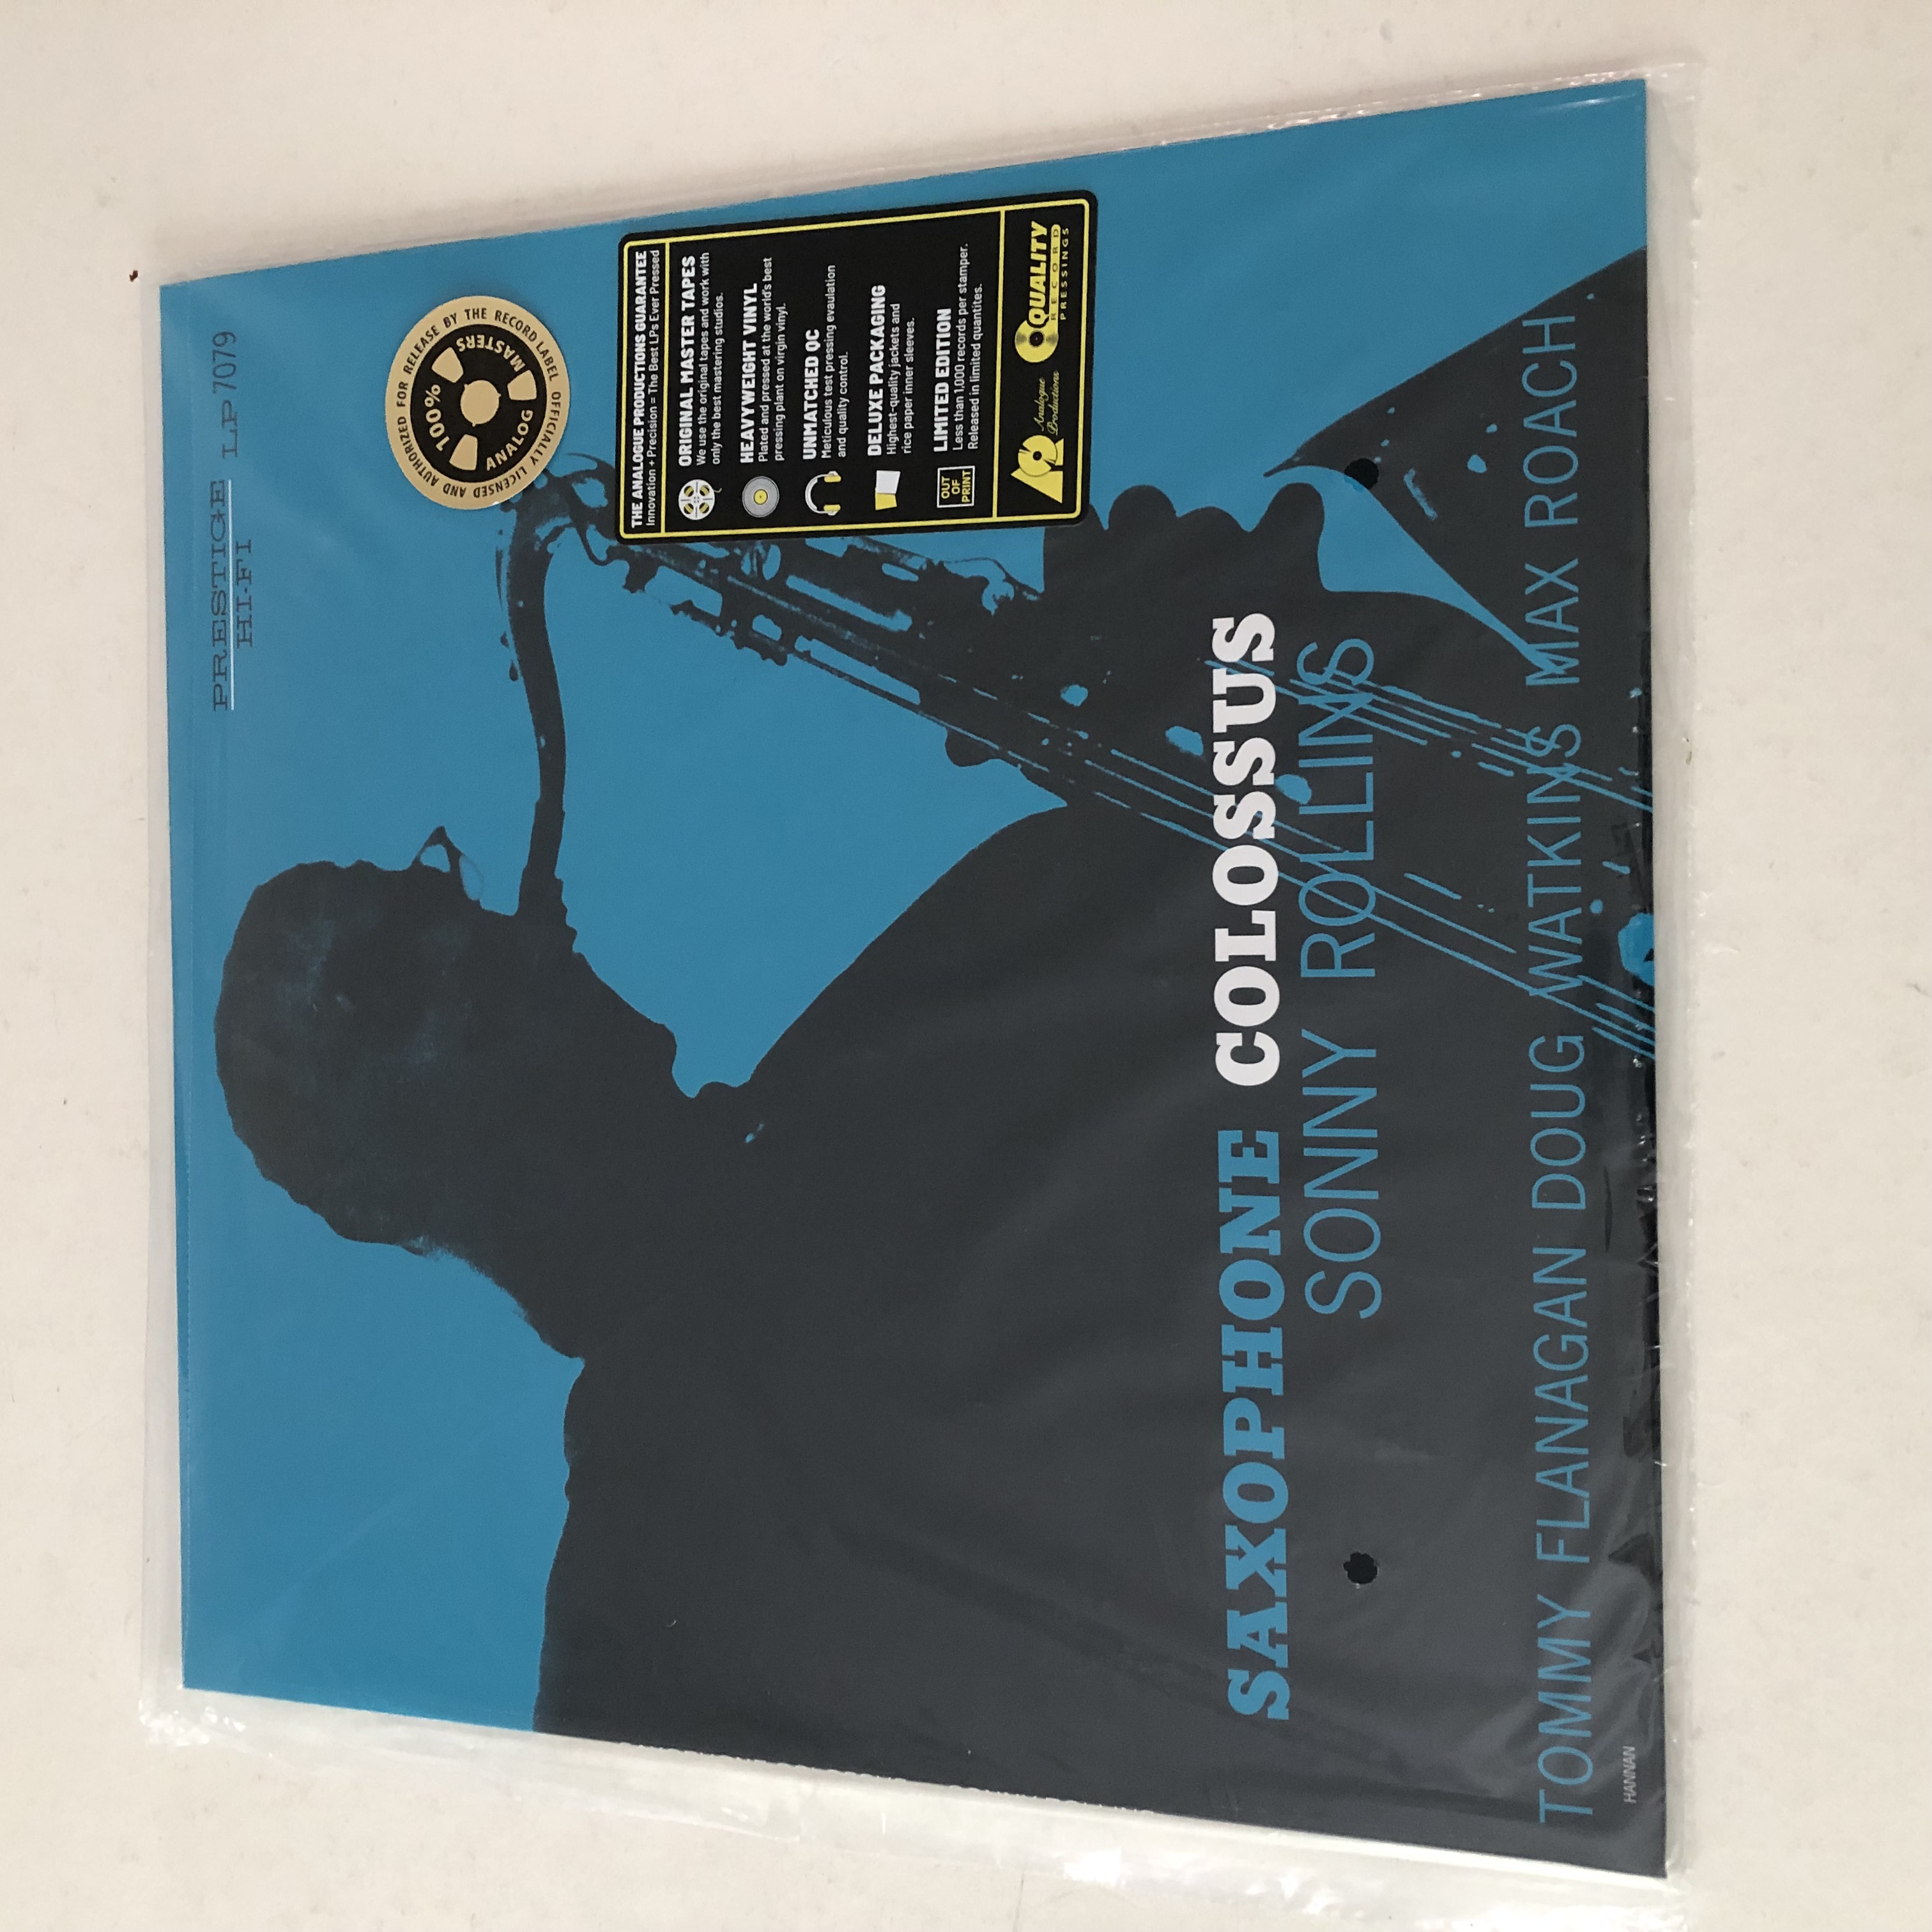 PRESTIGE LP 7079
HI-FI
OFFICIALLY LICENSED AND AUTHORIZED FOR RELEASE BY THE RECORD LABEL
100%
ANALOG
MASTERS
THE ANALOGUE PRODUCTIONS GUARANTEE
Innovation + Precision = The Best LPs Ever Pressed
ORIGINAL MASTER TAPES
We use the original tapes and work with
only the best mastering studios.
HEAVYWEIGHT VINYL
Plated and pressed at the world's best
pressing plant on virgin vinyl.
UNMATCHED QC
Meticulous test pressing evaulation
and quality control.
DELUXE PACKAGING
Highest-quality jackets and
rice paper inner sleeves.
OUT
OF
PRINT
LIMITED EDITION
Less than 1,000 records per stamper.
Released in limited quantites.
Analogue
Productions
QUALITY
RECORD
PRESSINGS
SAXOPHONE COLOSSUS
SONNY ROLLINS
TOMMY FLANAGAN DOUG WATKINS MAX ROACH
HANNAN